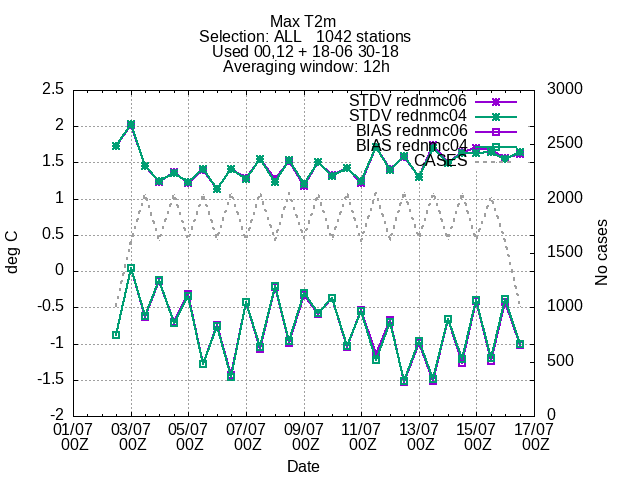 Max T2m
Selection: ALL 1042 stations
Used 00,12 + 18-06 30-18
Averaging window: 12h
2.5
2
1.5
1
0.5
0
-0.5
-1
-1.5
-2
deg C
3000
2500
2000
1500
1000
500
0
No cases
STDV rednmc06
STDV rednmc04
BIAS rednmc06
BIAS rednmc04
CASES
01/07 03/07 05/07 07/07 09/07 11/07 13/07 15/07 17/07
00Z 00Z 00Z 00Z 00Z 00Z 00Z 00Z 00Z
Date